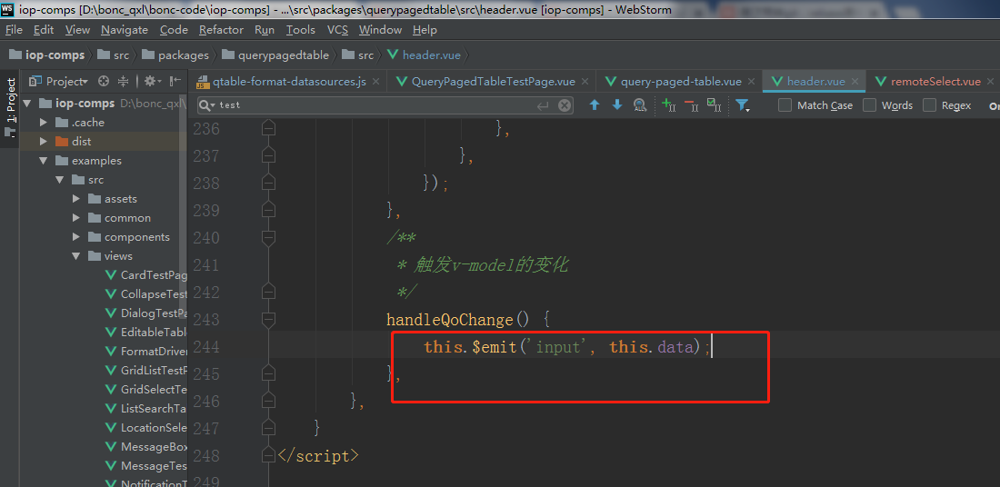 WS iop-comps [D:\bonc_qxl\bonc-code\iop-comps] - ...\src\packages\querypagedtable\src\header.vue [iop-comps] - WebStorm
File Edit View Navigate Code Refactor Run Tools VCS Window Help
iop-comps src packages querypagedtable src header.vue
1: Project
Project
qtable-format-datasources.js QueryPagedTableTestPage.vue query-paged-table.vue header.vue remoteSelect.vue
test Match Case Words Regex
iop-comps D:\bonc_qxl\
.cache
dist
examples
src
assets
common
components
views
CardTestPag
CollapseTest
DialogTestPa
EditableTabl
FormatDriver
GridListTestP
GridSelectTe
ListSearchTa
LocationSele
MessageBox
MessageTes
NotificationT
236 },
237 },
238 });
239 },
240 /**
241 * 触发v-model的变化
242 */
243 handleQoChange() {
244 this.$emit('input', this.data);
245 },
246 },
247 }
248 </script>
249